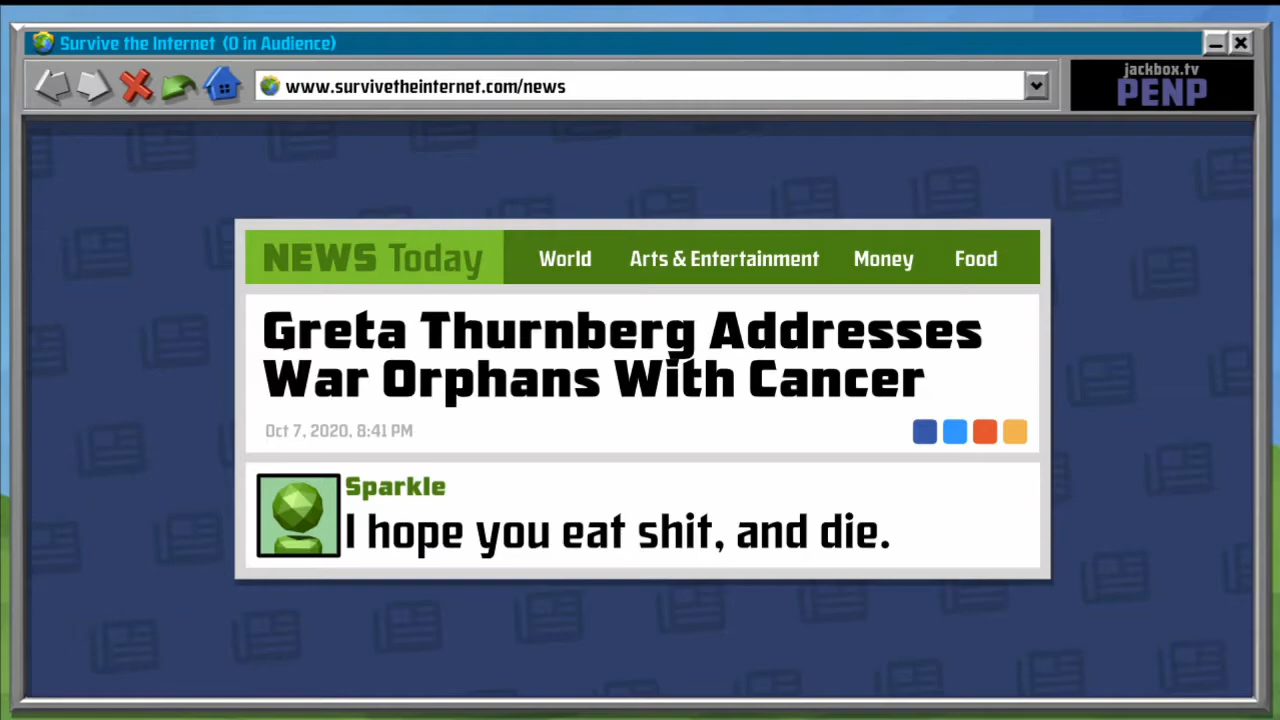 Survive the Internet (0 in Audience)
www.survivetheinternet.com/news
jackbox.tv
PENP
NEWS Today World Arts & Entertainment Money Food
Greta Thurnberg Addresses
War Orphans With Cancer
Oct 7, 2020, 8:41 PM
Sparkle
I hope you eat shit, and die.